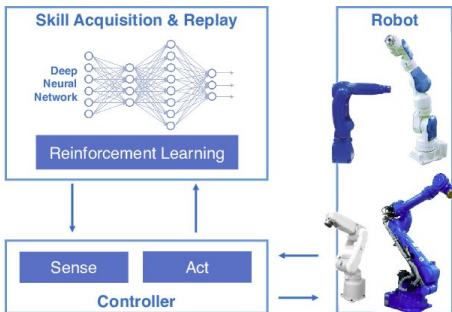 Skill Acquisition & Replay
Deep
Neural
Network
Reinforcement Learning
Sense
Act
Controller
Robot